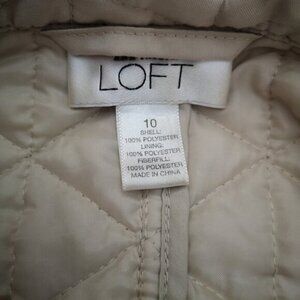 LOFT
10
SHELL:
100% POLYESTER
LINING:
100% POLYESTER
FIBERFILL:
100% POLYESTER
MADE IN CHINA